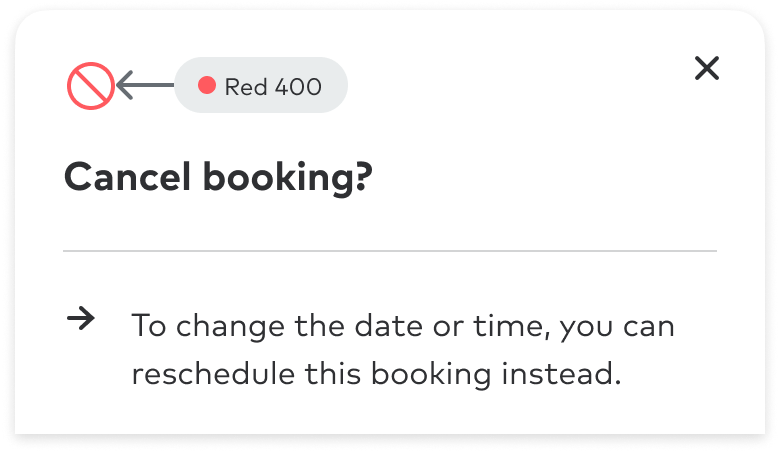 Red 400
Cancel booking?
To change the date or time, you can
reschedule this booking instead.